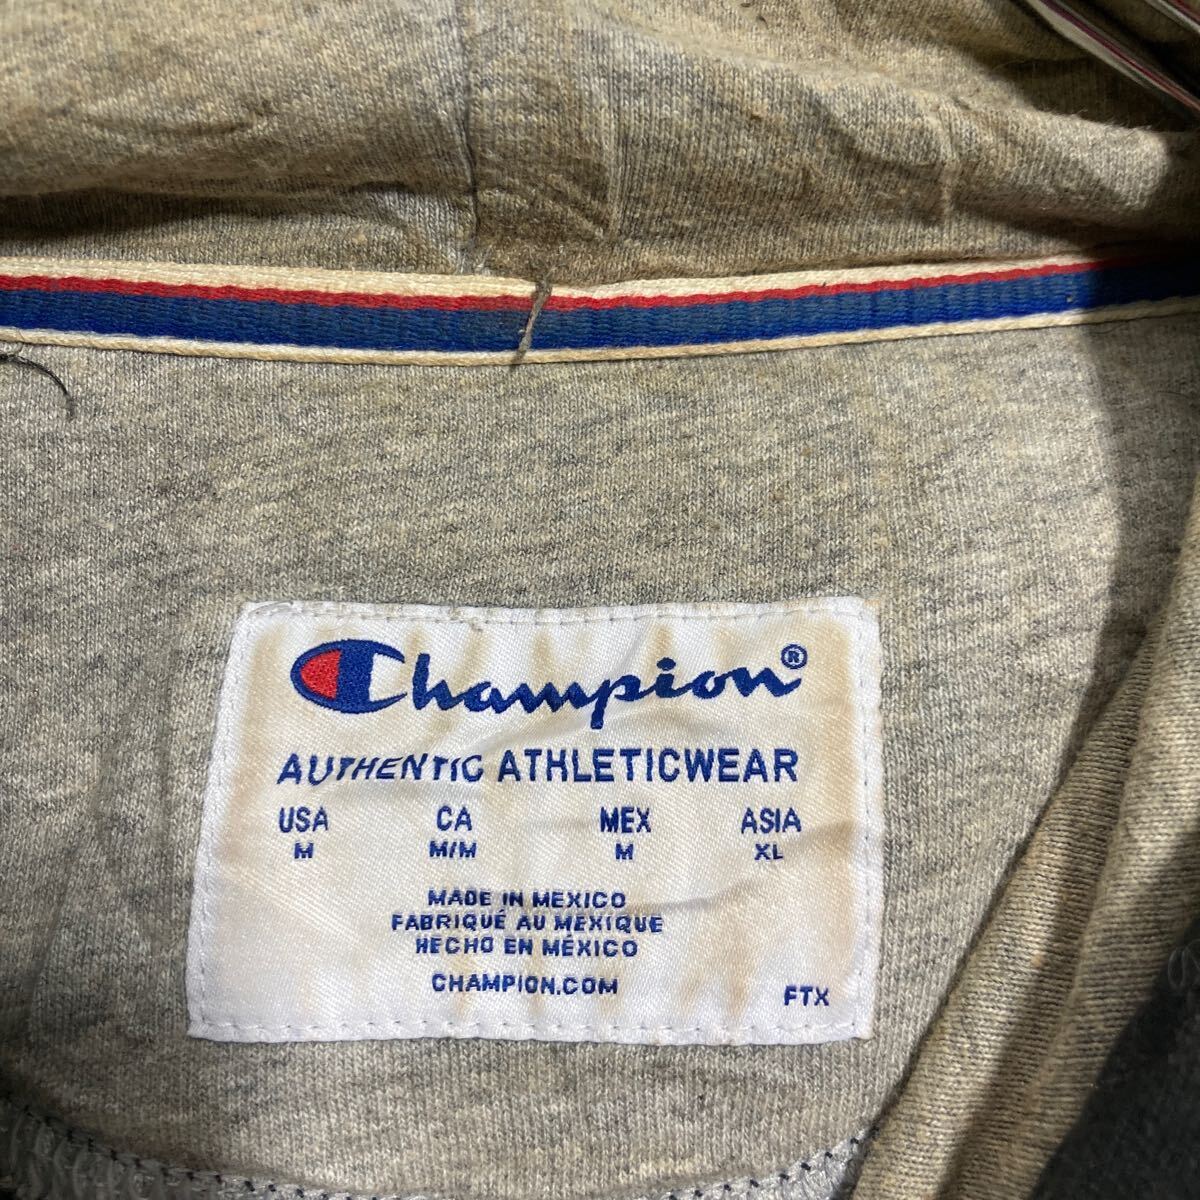 Champion®
AUTHENTIC ATHLETICWEAR
USA CA MEX ASIA
M M/M M XL
MADE IN MEXICO
FABRIQUÉ AU MEXIQUE
HECHO EN MÉXICO
CHAMPION.COM
FTX